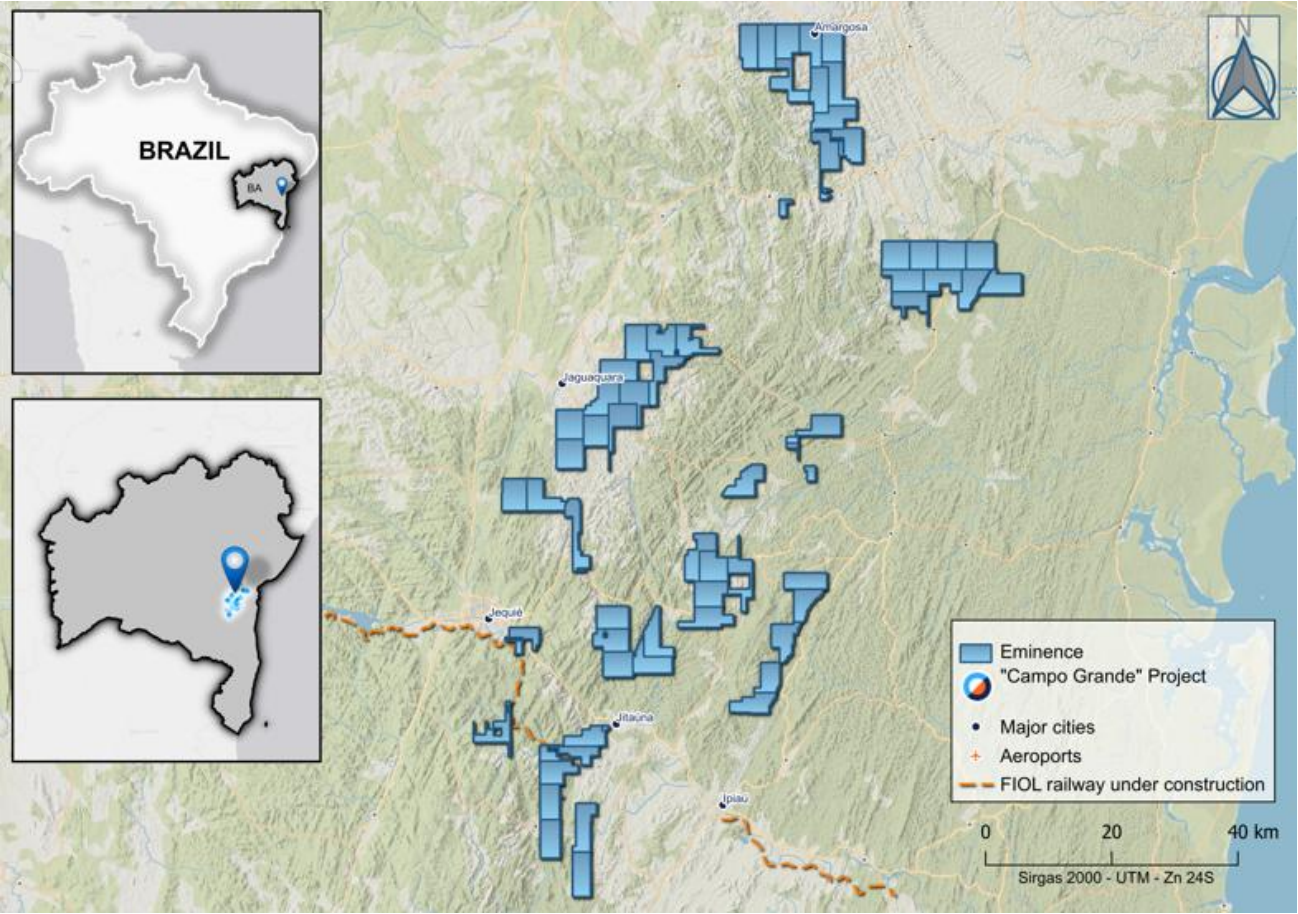 BRAZIL
BA
N
Amargosa
Jaguaquara
Jequié
Jitaúna
Ipiaú
Eminence
"Campo Grande" Project
Major cities
Aeroports
FIOL railway under construction
0 20 40 km
Sirgas 2000 - UTM - Zn 24S